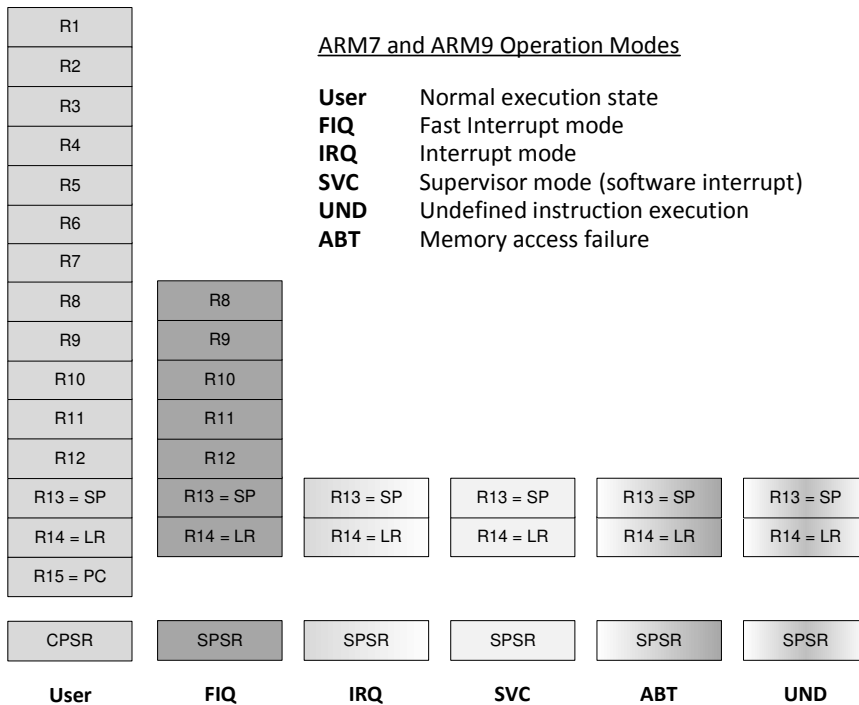 ARM7 and ARM9 Operation Modes
User Normal execution state
FIQ Fast Interrupt mode
IRQ Interrupt mode
SVC Supervisor mode (software interrupt)
UND Undefined instruction execution
ABT Memory access failure
R1
R2
R3
R4
R5
R6
R7
R8 R8
R9 R9
R10 R10
R11 R11
R12 R12
R13 = SP R13 = SP R13 = SP R13 = SP R13 = SP R13 = SP
R14 = LR R14 = LR R14 = LR R14 = LR R14 = LR R14 = LR
R15 = PC
CPSR SPSR SPSR SPSR SPSR SPSR
User FIQ IRQ SVC ABT UND